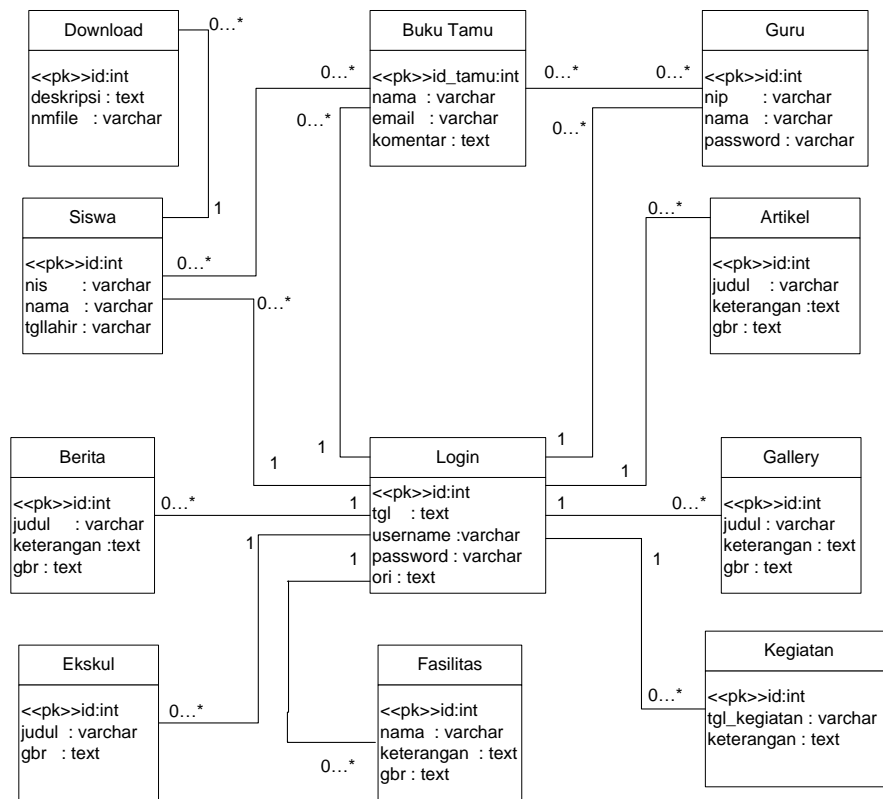 Download
<<pk>>id:int
deskripsi : text
nmfile : varchar
0...*
Buku Tamu
<<pk>>id_tamu:int
nama : varchar
email : varchar
komentar : text
0...*
0...*
0...*
0...*
Guru
<<pk>>id:int
nip : varchar
nama : varchar
password : varchar
0...*
Siswa
<<pk>>id:int
nis : varchar
nama : varchar
tgllahir : varchar
1
0...*
0...*
0...*
Artikel
<<pk>>id:int
judul : varchar
keterangan :text
gbr : text
Berita
<<pk>>id:int
judul : varchar
keterangan :text
gbr : text
0...*
1
1
1
1
1
Login
<<pk>>id:int
tgl : text
username :varchar
password : varchar
ori : text
1
1
1
1
0...*
Gallery
<<pk>>id:int
judul : varchar
keterangan : text
gbr : text
Ekskul
<<pk>>id:int
judul : varchar
gbr : text
0...*
Fasilitas
<<pk>>id:int
nama : varchar
keterangan : text
gbr : text
0...*
Kegiatan
<<pk>>id:int
tgl_kegiatan : varchar
keterangan : text
0...*